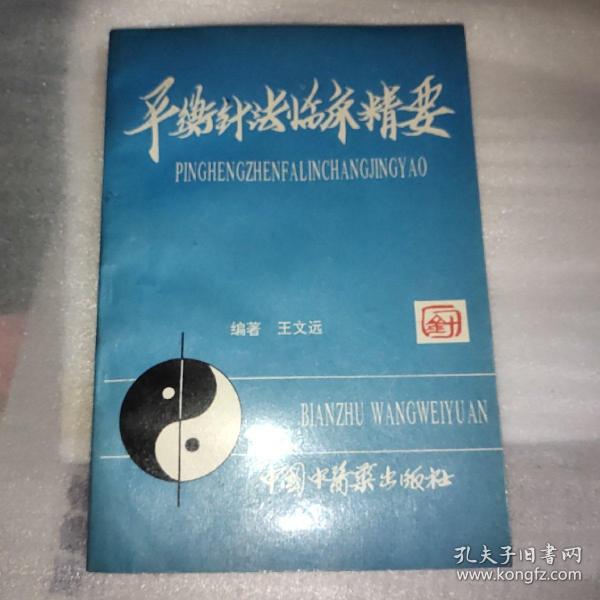 平衡针法临床精要
PINGHENGZHENFALINCHANGJINGYAO
编著 王文远
BIANZHU WANGWEIYUAN
中国中医药出版社
孔夫子旧书网
www.kongfz.com